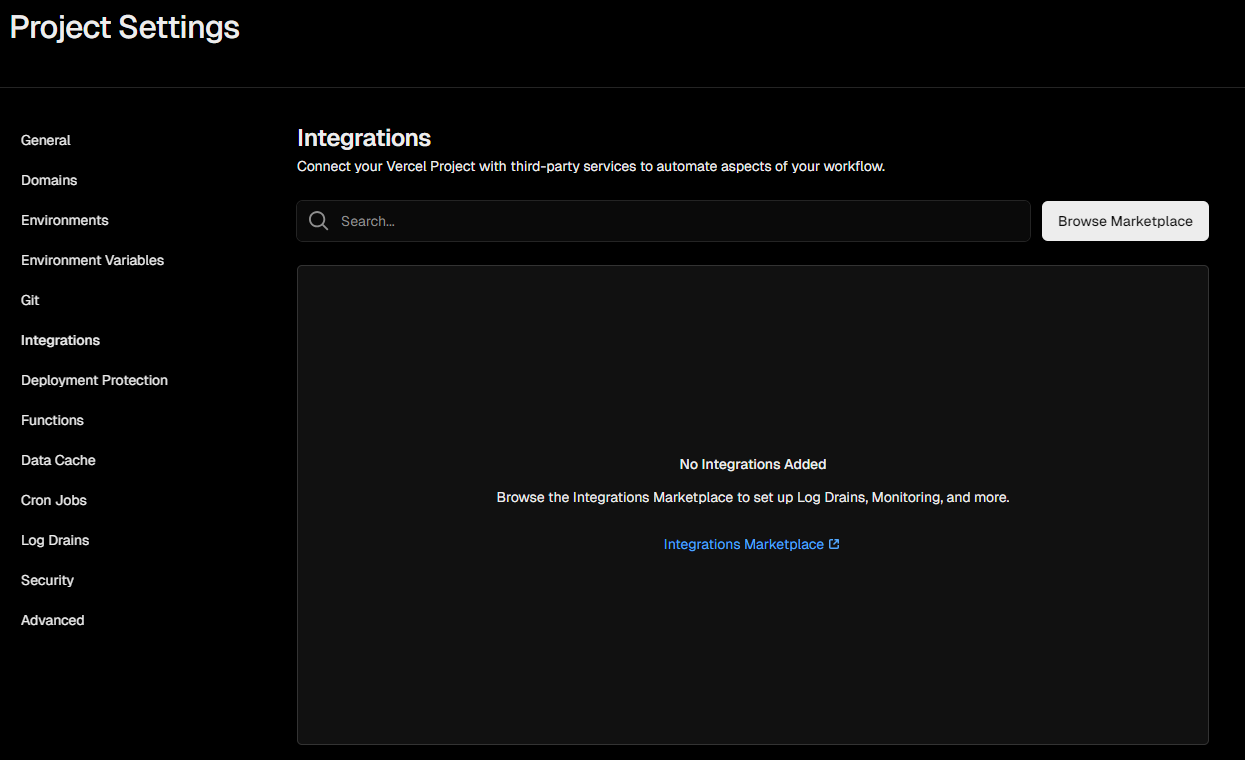 Project Settings
General
Domains
Environments
Environment Variables
Git
Integrations
Deployment Protection
Functions
Data Cache
Cron Jobs
Log Drains
Security
Advanced
Integrations
Connect your Vercel Project with third-party services to automate aspects of your workflow.
Search...
Browse Marketplace
No Integrations Added
Browse the Integrations Marketplace to set up Log Drains, Monitoring, and more.
Integrations Marketplace